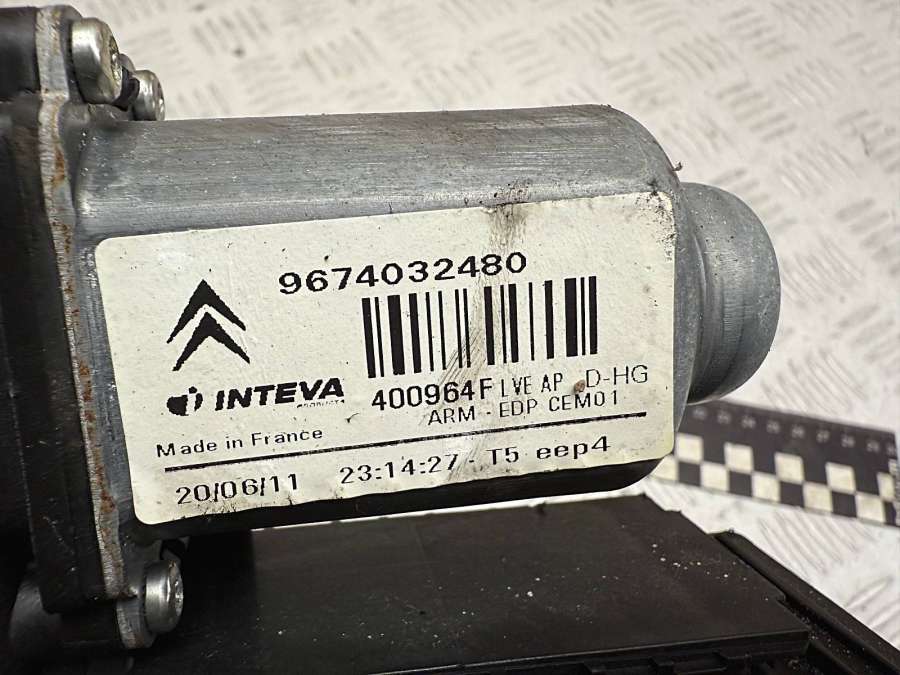 9674032480
INTEVA
PRODUCTS
400964F LVE AP D-HG
ARM - EDP CEM01
Made in France
20/06/11 23:14:27 - T5 eep4